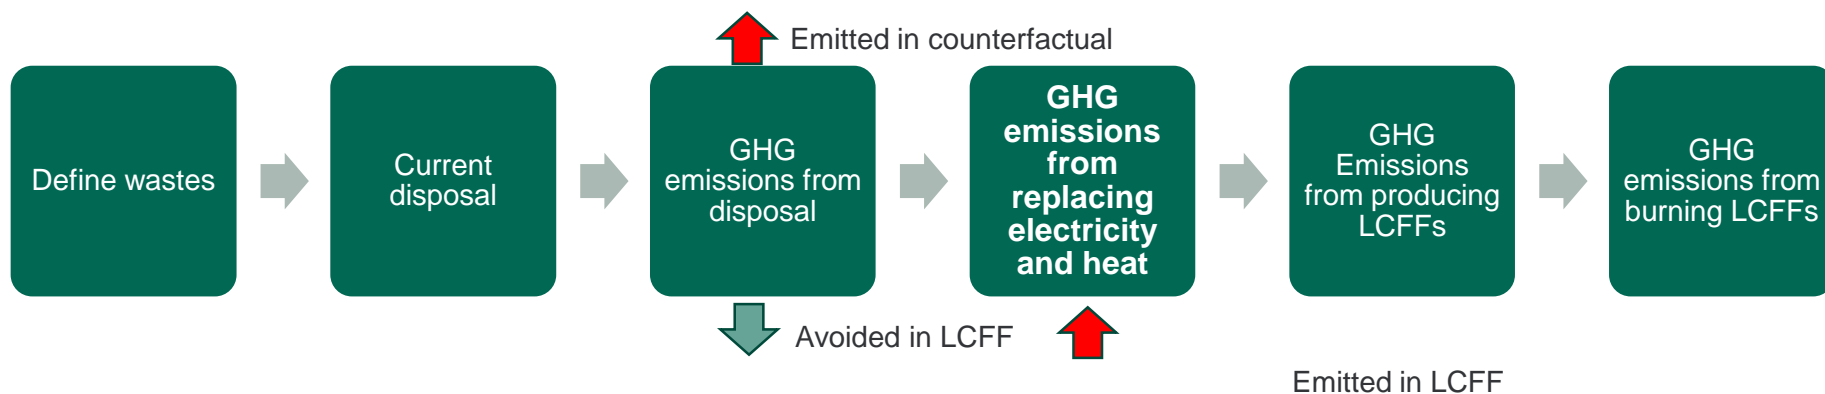 Emitted in counterfactual
Define wastes
Current
disposal
GHG
emissions from
disposal
GHG
emissions
from
replacing
electricity
and heat
GHG
Emissions
from producing
LCFFs
GHG
emissions from
burning LCFFs
Avoided in LCFF
Emitted in LCFF